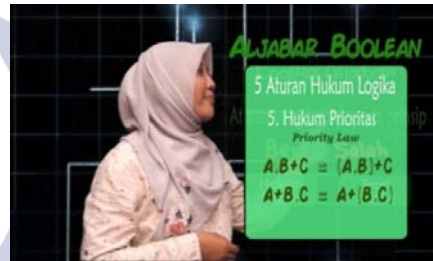 ALJABAR BOOLEAN
5 Aturan Hukum Logika
5. Hukum Prioritas
Priority Law
A.B+C = (A.B)+C
A+B.C = A+(B.C)